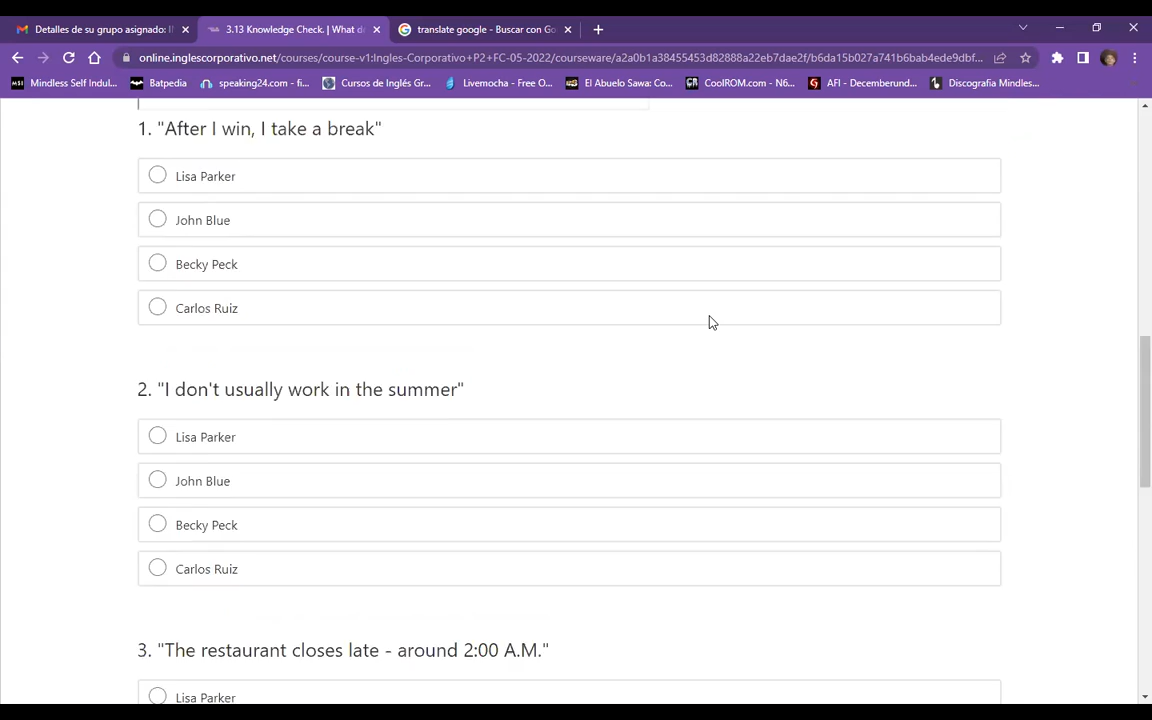 Detalles de su grupo asignado: II
3.13 Knowledge Check. | What da
translate google - Buscar con Go
online.inglescorporativo.net/courses/course-v1:Ingles-Corporativo+P2+FC-05-2022/courseware/a2a0b1a38455453d82888a22eb7dae2f/b6da15b027a741b6bab4ede9dbf...
Mindless Self Indul...
Batpedia
speaking24.com - fi...
Cursos de Inglés Gr...
Livemocha - Free O...
El Abuelo Sawa: Co...
CoolROM.com - N6...
AFI - Decemberund...
Discografia Mindles...
1. "After I win, I take a break"
Lisa Parker
John Blue
Becky Peck
Carlos Ruiz
2. "I don't usually work in the summer"
Lisa Parker
John Blue
Becky Peck
Carlos Ruiz
3. "The restaurant closes late - around 2:00 A.M."
Lisa Parker